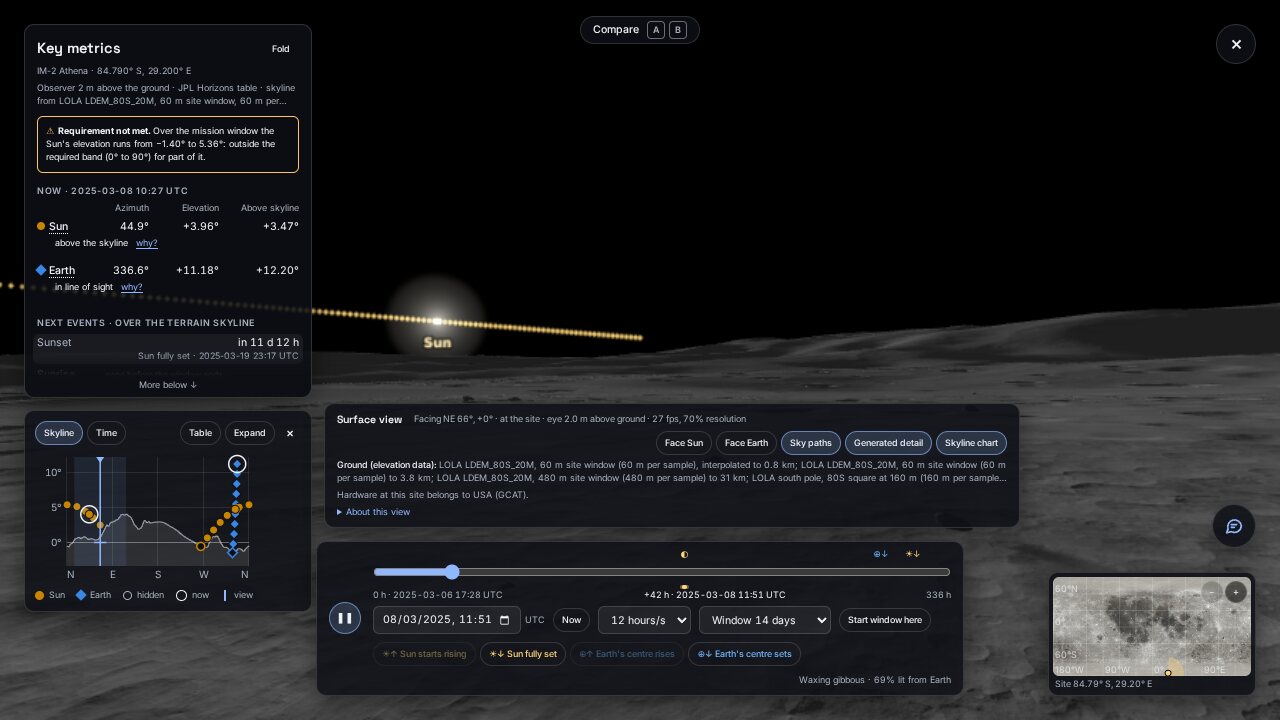 Compare A B
Key metrics Fold
IM-2 Athena · 84.790° S, 29.200° E
Observer 2 m above the ground · JPL Horizons table · skyline
from LOLA LDEM_80S_20M, 60 m site window, 60 m per...
⚠ Requirement not met. Over the mission window the
Sun's elevation runs from −1.40° to 5.36°: outside the
required band (0° to 90°) for part of it.
NOW · 2025-03-08 10:27 UTC
Azimuth Elevation Above skyline
Sun 44.9° +3.96° +3.47°
above the skyline why?
Earth 336.6° +11.18° +12.20°
in line of sight why?
NEXT EVENTS · OVER THE TERRAIN SKYLINE
Sunset in 11 d 12 h
Sun fully set · 2025-03-19 23:17 UTC
More below ↓
Sun
Skyline Time Table Expand ×
10°
5°
0°
N E S W N
Sun Earth hidden now view
Surface view Facing NE 66°, +0° · at the site · eye 2.0 m above ground · 27 fps, 70% resolution
Face Sun Face Earth Sky paths Generated detail Skyline chart
Ground (elevation data): LOLA LDEM_80S_20M, 60 m site window (60 m per sample), interpolated to 0.8 km; LOLA LDEM_80S_20M, 60 m site window (60 m
per sample) to 3.8 km; LOLA LDEM_80S_20M, 480 m site window (480 m per sample) to 31 km; LOLA south pole, 80S square at 160 m (160 m per sample...
Hardware at this site belongs to USA (GCAT).
▶ About this view
⊕↓ ☀↓
0 h · 2025-03-06 17:28 UTC +42 h · 2025-03-08 11:51 UTC 336 h
08/03/2025, 11:51 UTC Now 12 hours/s Window 14 days Start window here
☀↑ Sun starts rising ☀↓ Sun fully set ⊕↑ Earth's centre rises ⊕↓ Earth's centre sets
Waxing gibbous · 69% lit from Earth
60°N − +
0°
60°S
180°W 90°W 0° 90°E
Site 84.79° S, 29.20° E